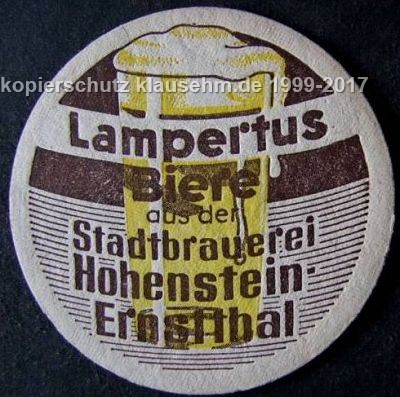 kopierschutz klausehm.de 1999-2017
Lampertus
Biere
aus der
Stadtbrauerei
Hohenstein-
Ernstthal